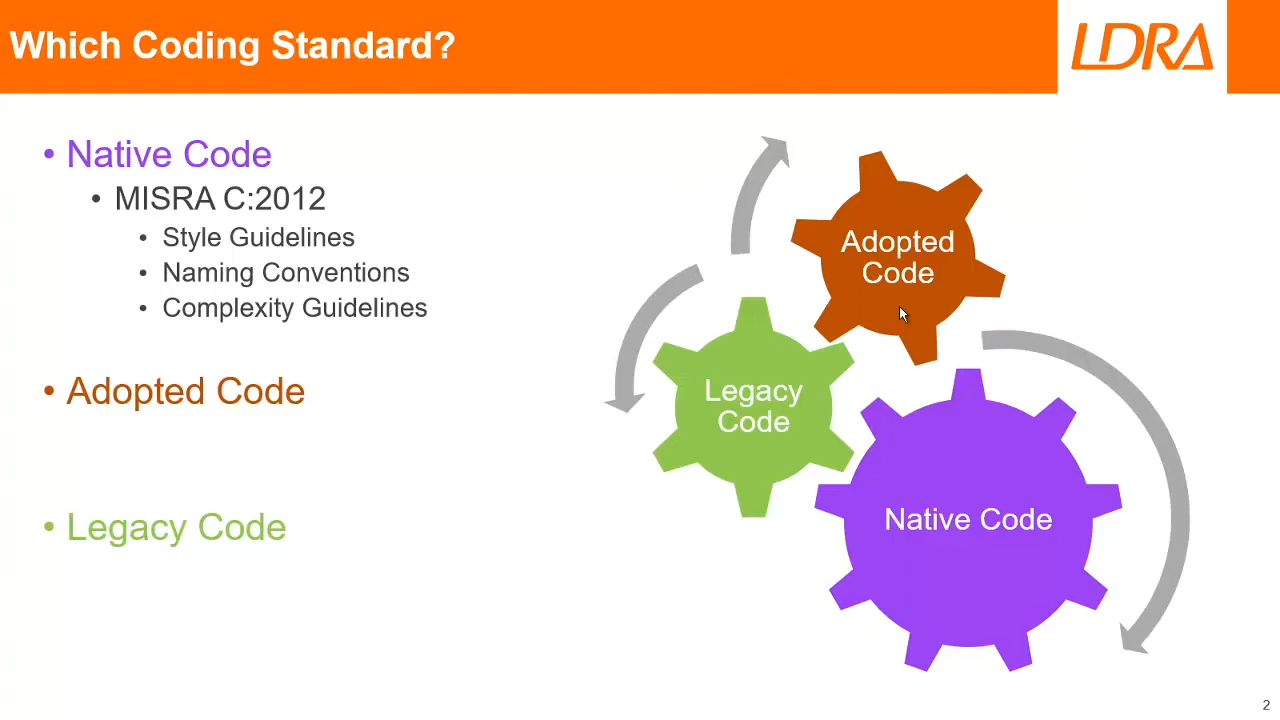 Which Coding Standard?
LDRA
• Native Code
• MISRA C:2012
• Style Guidelines
• Naming Conventions
• Complexity Guidelines
• Adopted Code
• Legacy Code
Adopted
Code
Legacy
Code
Native Code
2